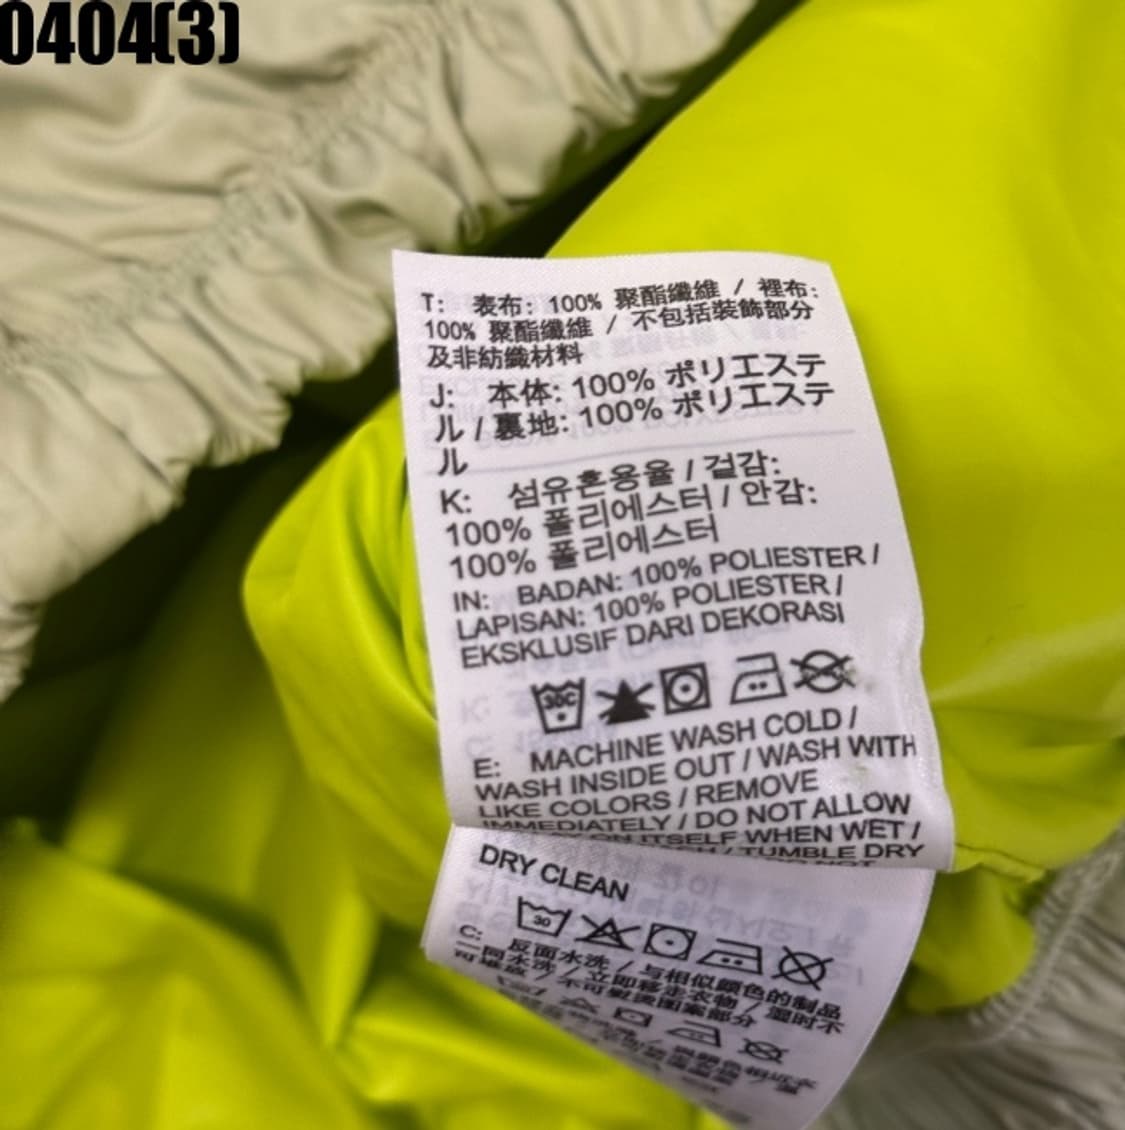 0404(3)
T: 表布: 100% 聚酯纖維 / 裡布:
100% 聚酯纖維 / 不包括裝飾部分
及非紡織材料
J: 本体: 100% ポリエステ
ル / 裏地: 100% ポリエステ
ル
K: 섬유혼용율 / 겉감:
100% 폴리에스터 / 안감:
100% 폴리에스터
IN: BADAN: 100% POLIESTER /
LAPISAN: 100% POLIESTER /
EKSKLUSIF DARI DEKORASI
30C
E: MACHINE WASH COLD /
WASH INSIDE OUT / WASH WITH
LIKE COLORS / REMOVE
IMMEDIATELY / DO NOT ALLOW
ON ITSELF WHEN WET /
/ TUMBLE DRY
DRY CLEAN
30
C: 反面水洗 / 与相似颜色的制品
一同水洗 / 立即移走衣物 / 湿时不
可堆放 / 不可熨烫图案部分